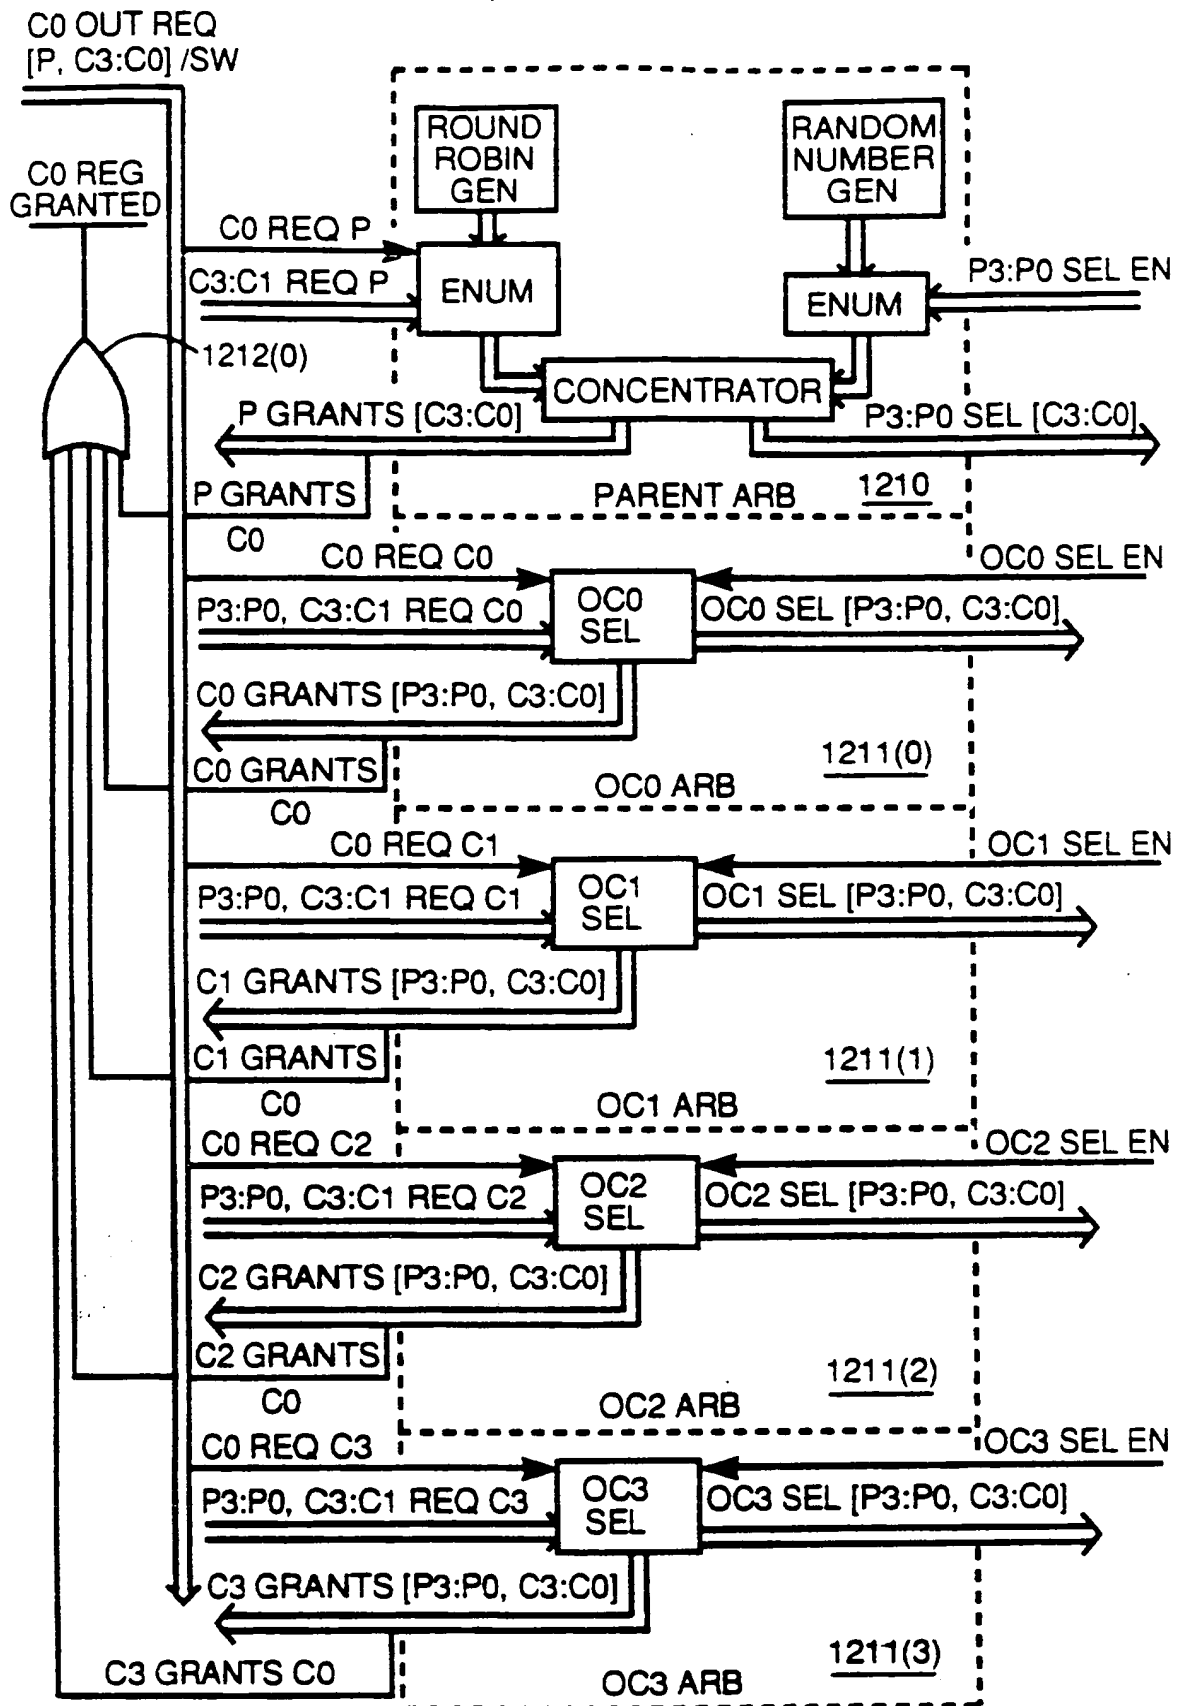 C0 OUT REQ
[P, C3:C0] /SW
ROUND
ROBIN
GEN
RANDOM
NUMBER
GEN
C0 REG
GRANTED
C0 REQ P
C3:C1 REQ P
ENUM
ENUM
P3:P0 SEL EN
1212(0)
CONCENTRATOR
P GRANTS [C3:C0]
P3:P0 SEL [C3:C0]
P GRANTS
C0
PARENT ARB
1210
C0 REQ C0
OC0 SEL EN
P3:P0, C3:C1 REQ C0
OC0
SEL
OC0 SEL [P3:P0, C3:C0]
C0 GRANTS [P3:P0, C3:C0]
C0 GRANTS
C0
1211(0)
OC0 ARB
C0 REQ C1
OC1 SEL EN
P3:P0, C3:C1 REQ C1
OC1
SEL
OC1 SEL [P3:P0, C3:C0]
C1 GRANTS [P3:P0, C3:C0]
C1 GRANTS
C0
1211(1)
OC1 ARB
C0 REQ C2
OC2 SEL EN
P3:P0, C3:C1 REQ C2
OC2
SEL
OC2 SEL [P3:P0, C3:C0]
C2 GRANTS [P3:P0, C3:C0]
C2 GRANTS
C0
1211(2)
OC2 ARB
C0 REQ C3
OC3 SEL EN
P3:P0, C3:C1 REQ C3
OC3
SEL
OC3 SEL [P3:P0, C3:C0]
C3 GRANTS [P3:P0, C3:C0]
C3 GRANTS C0
1211(3)
OC3 ARB